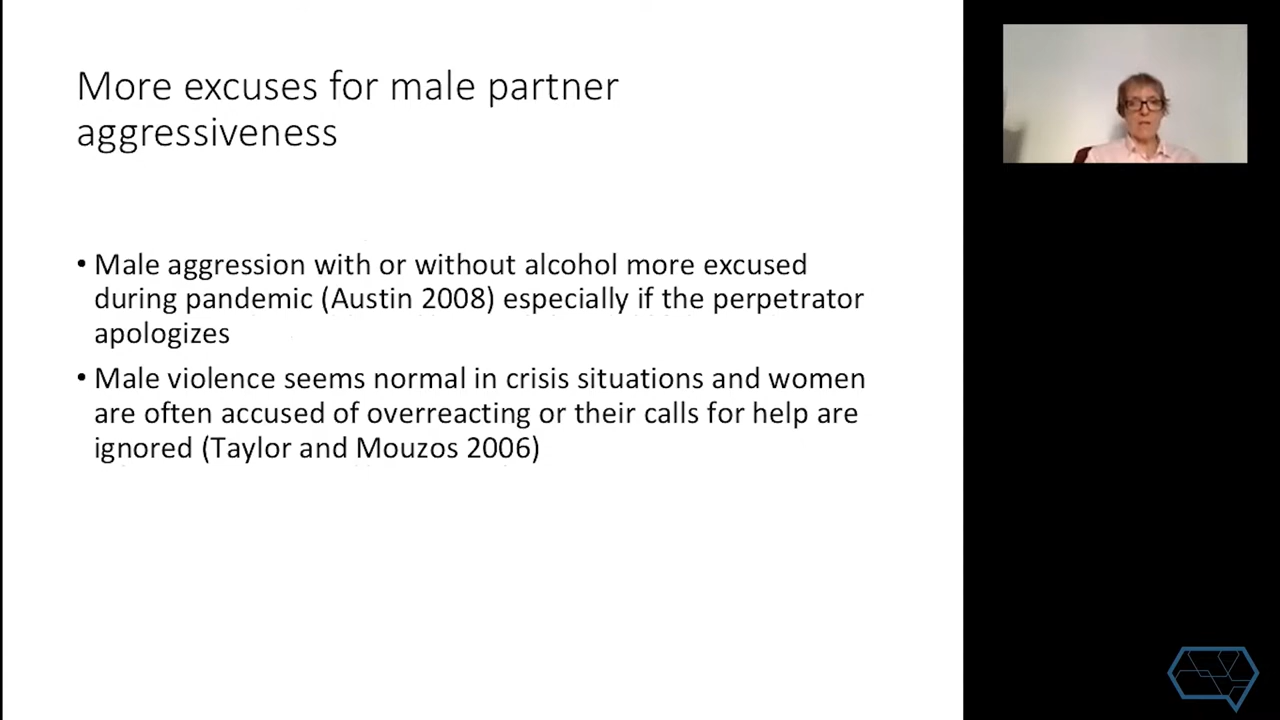 More excuses for male partner
aggressiveness
• Male aggression with or without alcohol more excused
during pandemic (Austin 2008) especially if the perpetrator
apologizes
• Male violence seems normal in crisis situations and women
are often accused of overreacting or their calls for help are
ignored (Taylor and Mouzos 2006)